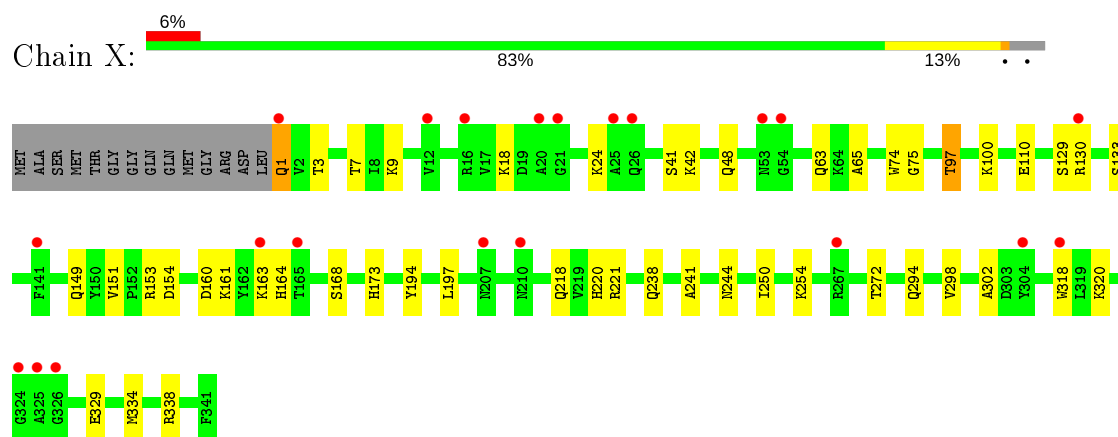 6%
Chain X:
83% 13% • •
MET ALA SER MET THR GLY GLY GLN GLN MET GLY ARG ASP LEU Q1 V2 T3 T7 I8 K9 V12 R16 V17 K18 D19 A20 G21 K24 A25 Q26 S41 K42 Q48 N53 G54 Q63 K64 A65 W74 G75 T97 K100 E110 S129 R130 S133
F141 Q149 Y150 V151 P152 R153 D154 D160 K161 Y162 K163 H164 T165 S168 H173 Y194 L197 N207 N210 Q218 V219 H220 R221 Q238 A241 N244 I250 K254 R267 T272 Q294 V298 A302 D303 Y304 W318 L319 K320
G324 A325 G326 E329 M334 R338 F341